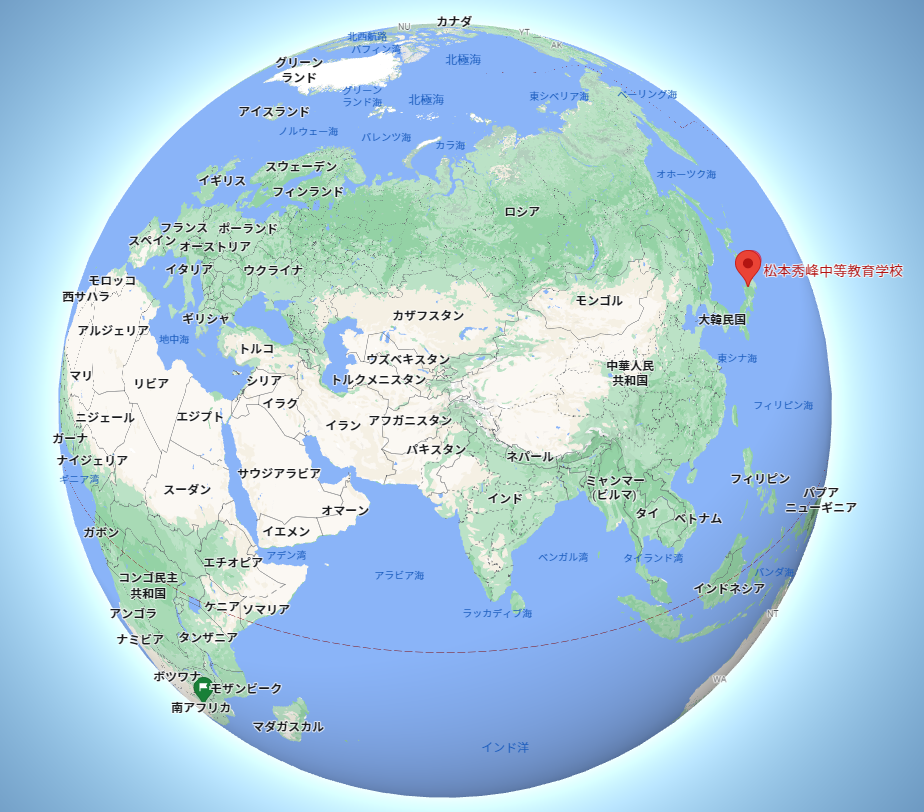 NU
カナダ
YT
AK
北西航路
バフィン湾
グリーン
ランド
北極海
グリーン
ランド海
北極海
東シベリア海
ベーリング海
アイスランド
ノルウェー海
バレンツ海
カラ海
スウェーデン
イギリス
フィンランド
オホーツク海
ロシア
フランス
ポーランド
スペイン
オーストリア
イタリア
ウクライナ
松本秀峰中等教育学校
モロッコ
西サハラ
モンゴル
ギリシャ
カザフスタン
大韓民国
アルジェリア
地中海
トルコ
ウズベキスタン
東シナ海
中華人民
共和国
マリ
リビア
シリア
トルクメニスタン
イラク
フィリピン海
ニジェール
エジプト
イラン
アフガニスタン
ガーナ
パキスタン
ナイジェリア
ネパール
ギニア湾
サウジアラビア
ミャンマー
(ビルマ)
フィリピン
スーダン
インド
パプア
ニューギニア
オマーン
タイ
ベトナム
ガボン
イエメン
アデン湾
エチオピア
ベンガル湾
タイランド湾
アラビア海
バンダ海
コンゴ民主
共和国
インドネシア
ケニア
ソマリア
アンゴラ
ラッカディブ海
NT
ナミビア
タンザニア
ボツワナ
モザンビーク
WA
南アフリカ
マダガスカル
インド洋